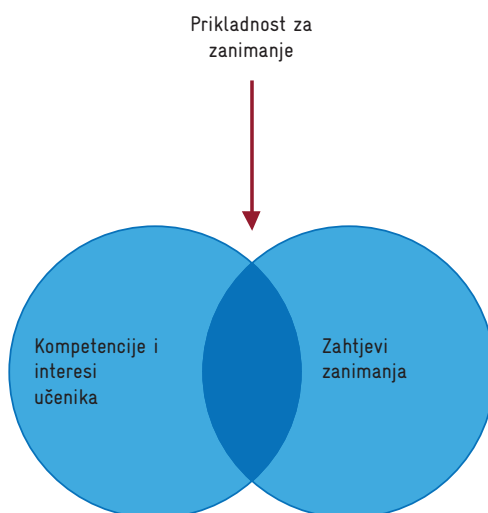 Prikladnost za
zanimanje
Kompetencije i
interesi
učenika
Zahtjevi
zanimanja